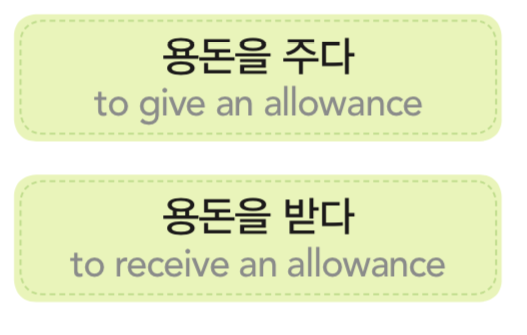 용돈을 주다
to give an allowance
용돈을 받다
to receive an allowance